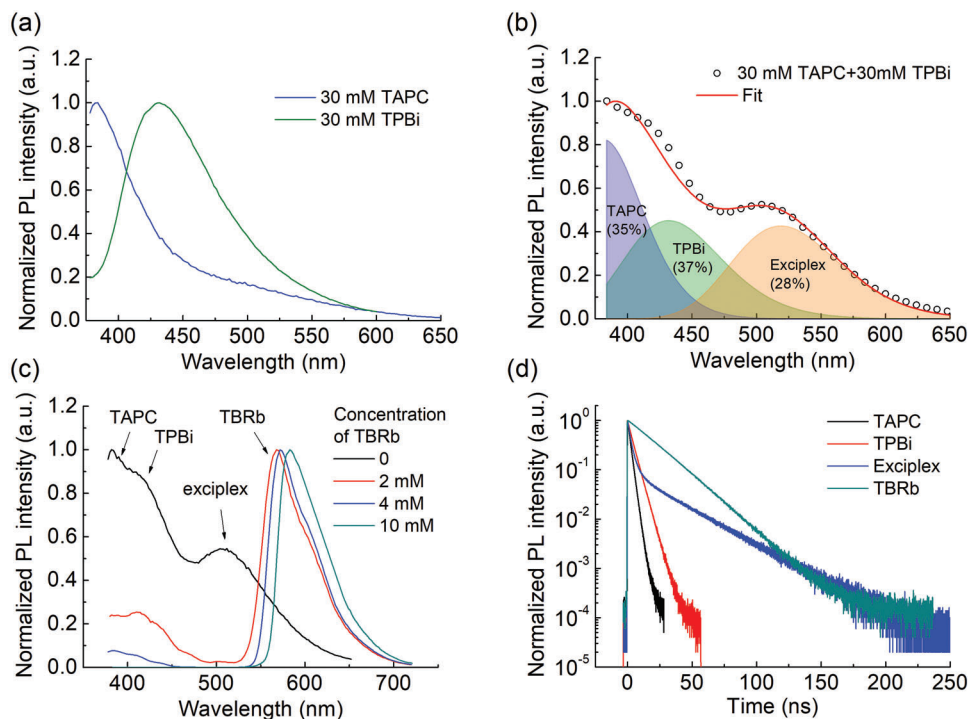 (a)
Normalized PL intensity (a.u.)
1.2
1.0
0.8
0.6
0.4
0.2
0.0
400 450 500 550 600 650
Wavelength (nm)
30 mM TAPC
30 mM TPBi
(b)
Normalized PL intensity (a.u.)
1.2
1.0
0.8
0.6
0.4
0.2
0.0
400 450 500 550 600 650
Wavelength (nm)
30 mM TAPC+30mM TPBi
Fit
TAPC
(35%)
TPBi
(37%)
Exciplex
(28%)
(c)
Normalized PL intensity (a.u.)
1.2
1.0
0.8
0.6
0.4
0.2
0.0
400 500 600 700
Wavelength (nm)
TAPC
TPBi
exciplex
TBRb
Concentration
of TBRb
0
2 mM
4 mM
10 mM
(d)
Normalized PL intensity (a.u.)
10⁰
10⁻¹
10⁻²
10⁻³
10⁻⁴
10⁻⁵
0 50 100 150 200 250
Time (ns)
TAPC
TPBi
Exciplex
TBRb